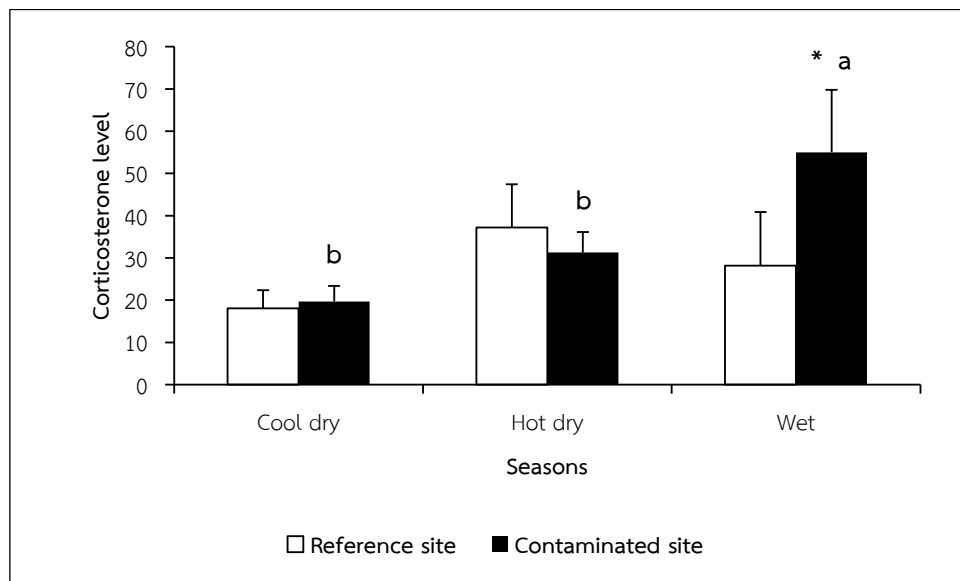 80
70
60
50
40
30
20
10
0
Corticosterone level
* a
b
b
Cool dry Hot dry Wet
Seasons
Reference site Contaminated site